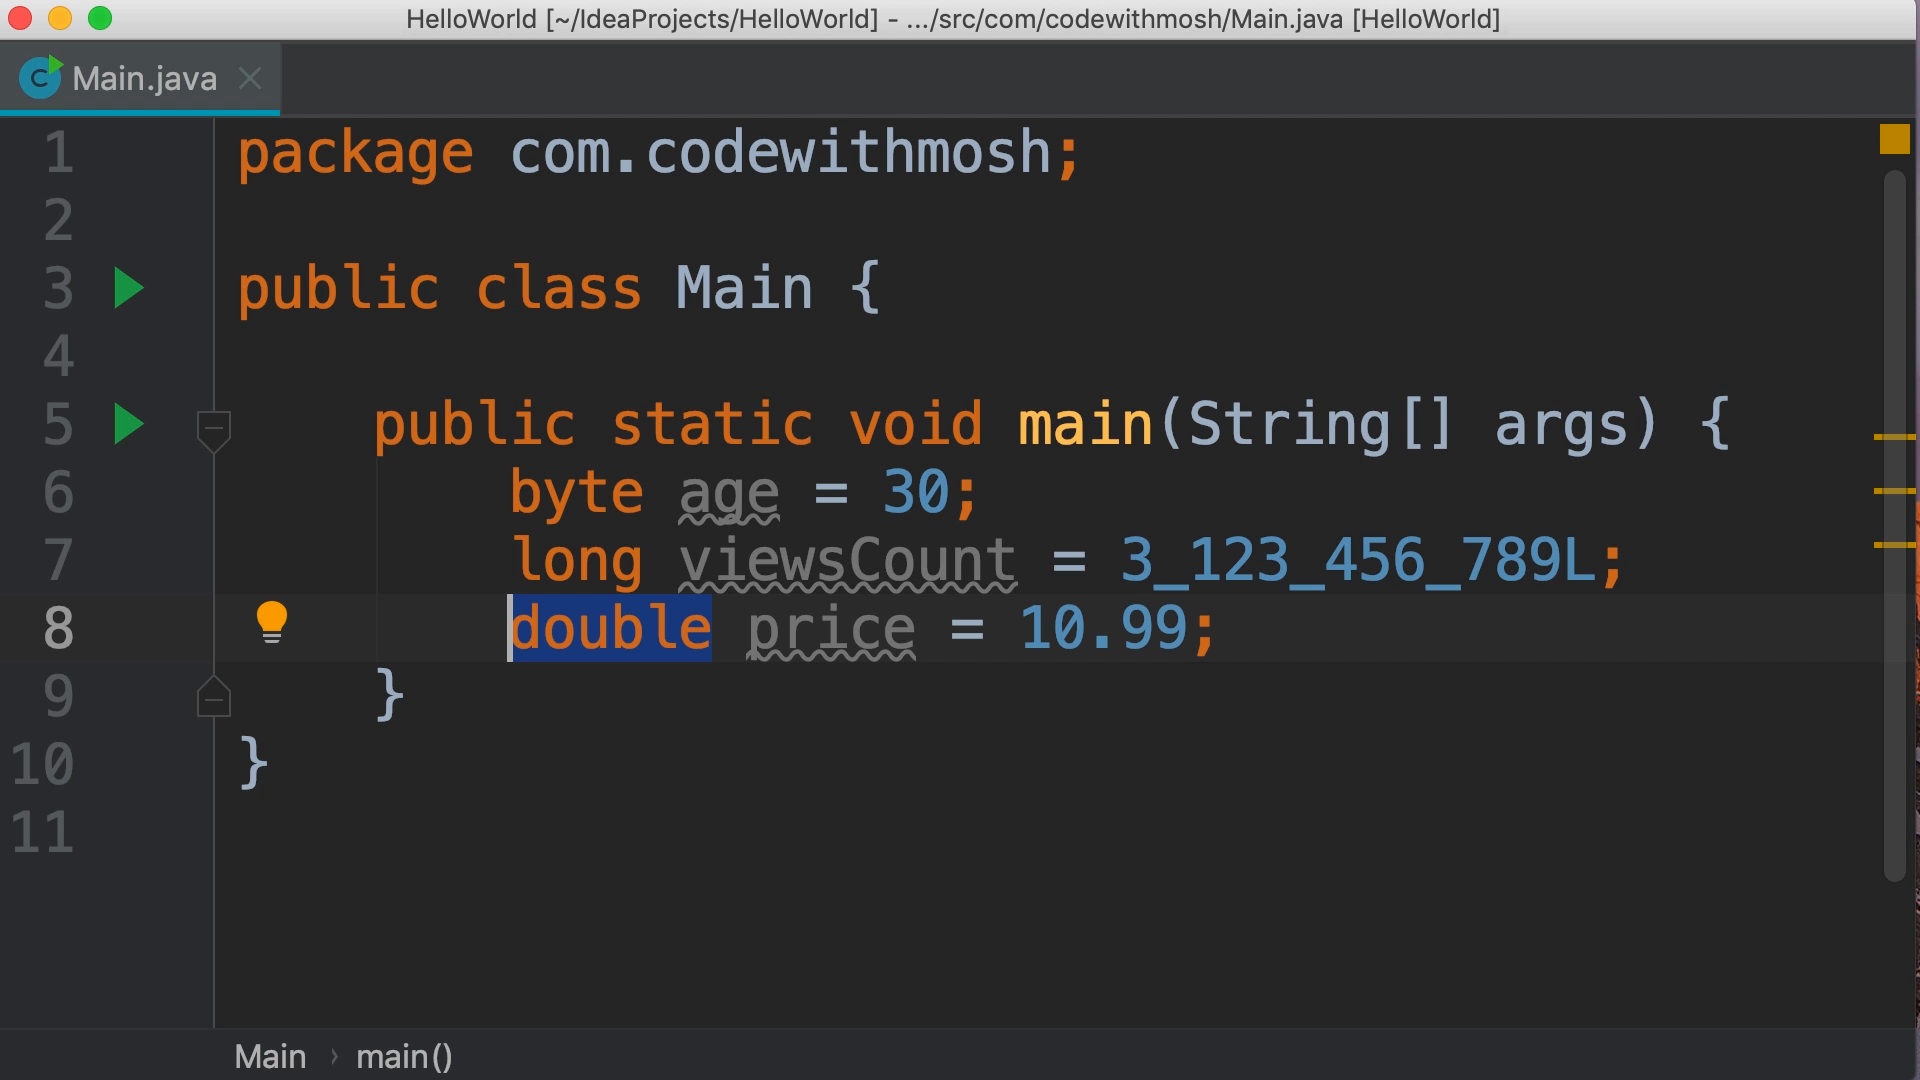 HelloWorld [~/IdeaProjects/HelloWorld] - .../src/com/codewithmosh/Main.java [HelloWorld]
C Main.java
1 package com.codewithmosh;
2
3 public class Main {
4
5 public static void main(String[] args) {
6 byte age = 30;
7 long viewsCount = 3_123_456_789L;
8 double price = 10.99;
9 }
10 }
11
Main › main()